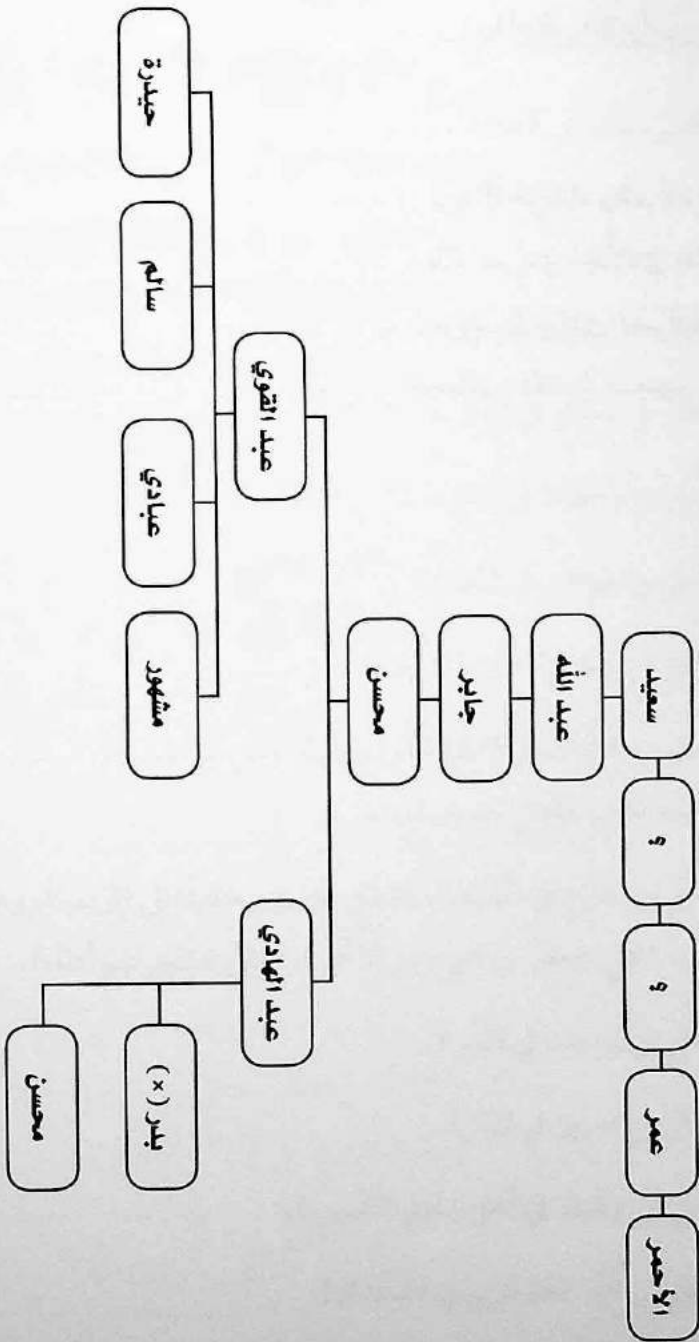 الأحمر
عمر
؟
؟
سعيد
عبد الله
جابر
محسن
عبد الهادي
عبد القوي
بدر (×)
مشهور
عبادي
سالم
حيدرة
محسن